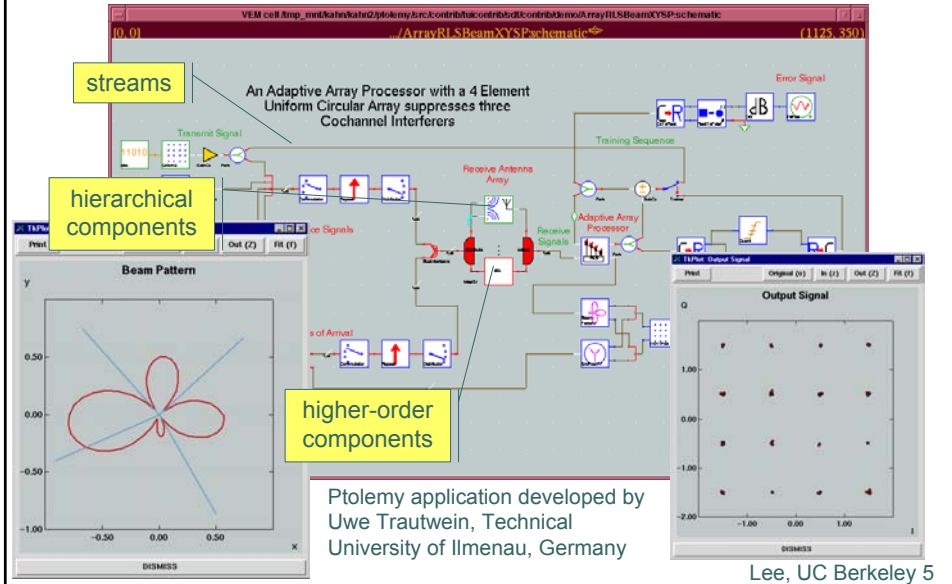 VEM cell /tmp_mnt/kahn/kahn2/ptolemy/src/contrib/tuicontrib/sdf/contrib/demo/ArrayRLSBeamXYSP:schematic
[0, 0]
.../ArrayRLSBeamXYSP:schematic
(1125, 350)
streams
An Adaptive Array Processor with a 4 Element
Uniform Circular Array suppresses three
Cochannel Interferers
Error Signal
C-R
dB
Transmit Signal
Training Sequence
11010
Receive Antenna
Array
hierarchical
components
Adaptive Array
Processor
Receive
Signals
ce Signals
s of Arrival
TkPlot
Print
Out (Z)
Fit (f)
Beam Pattern
y
0.50
0.00
-0.50
-1.00
-0.50
0.00
0.50
x
DISMISS
higher-order
components
C-R
R-C
TkPlot: Output Signal
Print
Original (o)
In (z)
Out (Z)
Fit (f)
Output Signal
Q
1.00
0.00
-1.00
-2.00
-1.00
0.00
1.00
I
DISMISS
Ptolemy application developed by
Uwe Trautwein, Technical
University of Ilmenau, Germany
Lee, UC Berkeley 5